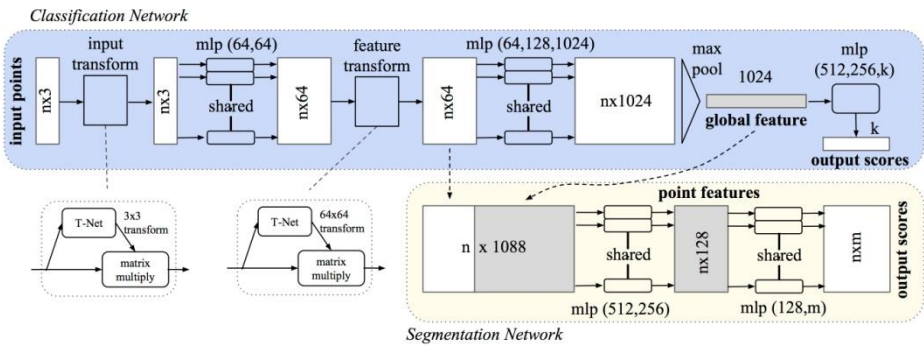 Classification Network
input points
nx3
input
transform
nx3
mlp (64,64)
shared
nx64
feature
transform
nx64
mlp (64,128,1024)
shared
nx1024
max
pool
1024
global feature
mlp
(512,256,k)
k
output scores
T-Net
3x3
transform
matrix
multiply
T-Net
64x64
transform
matrix
multiply
point features
n x 1088
shared
mlp (512,256)
nx128
shared
mlp (128,m)
nxm
output scores
Segmentation Network